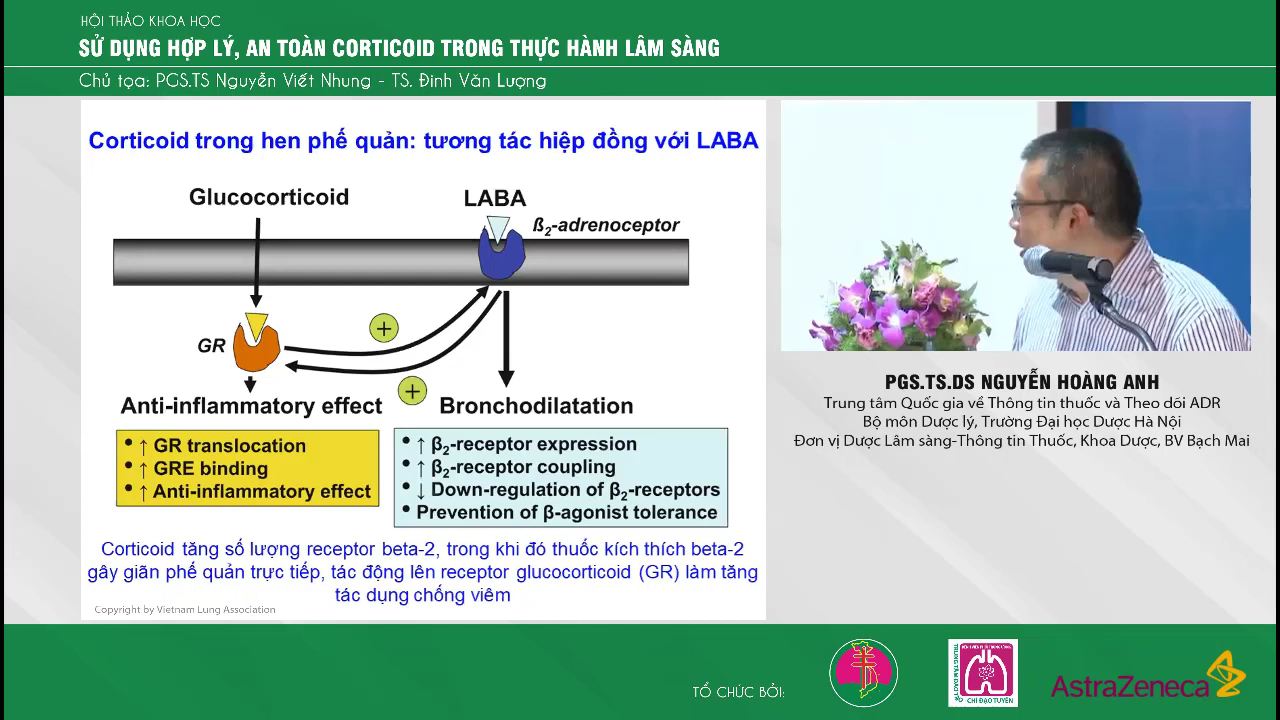 HỘI THẢO KHOA HỌC
SỬ DỤNG HỢP LÝ, AN TOÀN CORTICOID TRONG THỰC HÀNH LÂM SÀNG
Chủ tọa: PGS.TS Nguyễn Viết Nhung - TS. Đinh Văn Lượng
Corticoid trong hen phế quản: tương tác hiệp đồng với LABA
Glucocorticoid
LABA
ß2-adrenoceptor
GR
+
+
Anti-inflammatory effect
Bronchodilatation
• ↑ GR translocation
• ↑ GRE binding
• ↑ Anti-inflammatory effect
• ↑ β2-receptor expression
• ↑ β2-receptor coupling
• ↓ Down-regulation of β2-receptors
• Prevention of β-agonist tolerance
Corticoid tăng số lượng receptor beta-2, trong khi đó thuốc kích thích beta-2
gây giãn phế quản trực tiếp, tác động lên receptor glucocorticoid (GR) làm tăng
tác dụng chống viêm
Copyright by Vietnam Lung Association
PGS.TS.DS NGUYỄN HOÀNG ANH
Trung tâm Quốc gia về Thông tin thuốc và Theo dõi ADR
Bộ môn Dược lý, Trường Đại học Dược Hà Nội
Đơn vị Dược Lâm sàng-Thông tin Thuốc, Khoa Dược, BV Bạch Mai
TỔ CHỨC BỞI:
CHỈ ĐẠO TUYẾN
AstraZeneca